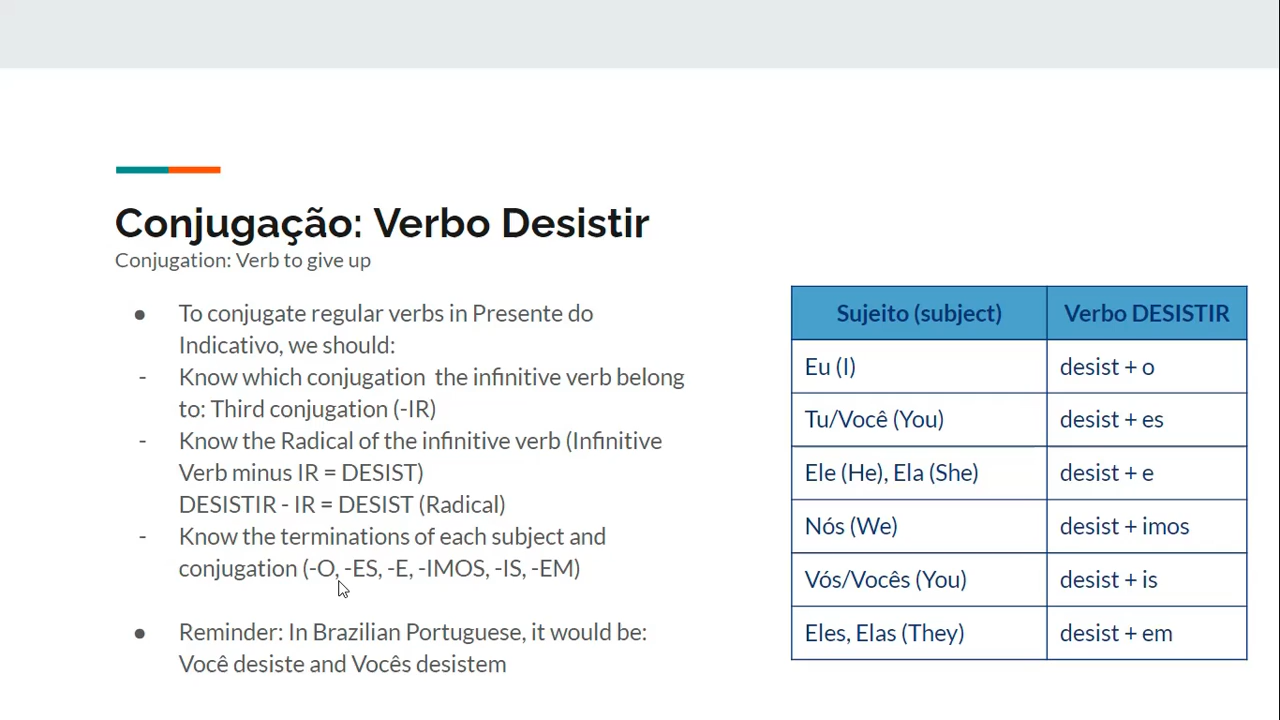 Conjugação: Verbo Desistir
Conjugation: Verb to give up
● To conjugate regular verbs in Presente do
Indicativo, we should:
- Know which conjugation the infinitive verb belong
to: Third conjugation (-IR)
- Know the Radical of the infinitive verb (Infinitive
Verb minus IR = DESIST)
DESISTIR - IR = DESIST (Radical)
- Know the terminations of each subject and
conjugation (-O, -ES, -E, -IMOS, -IS, -EM)
● Reminder: In Brazilian Portuguese, it would be:
Você desiste and Vocês desistem
Sujeito (subject) Verbo DESISTIR
Eu (I) desist + o
Tu/Você (You) desist + es
Ele (He), Ela (She) desist + e
Nós (We) desist + imos
Vós/Vocês (You) desist + is
Eles, Elas (They) desist + em